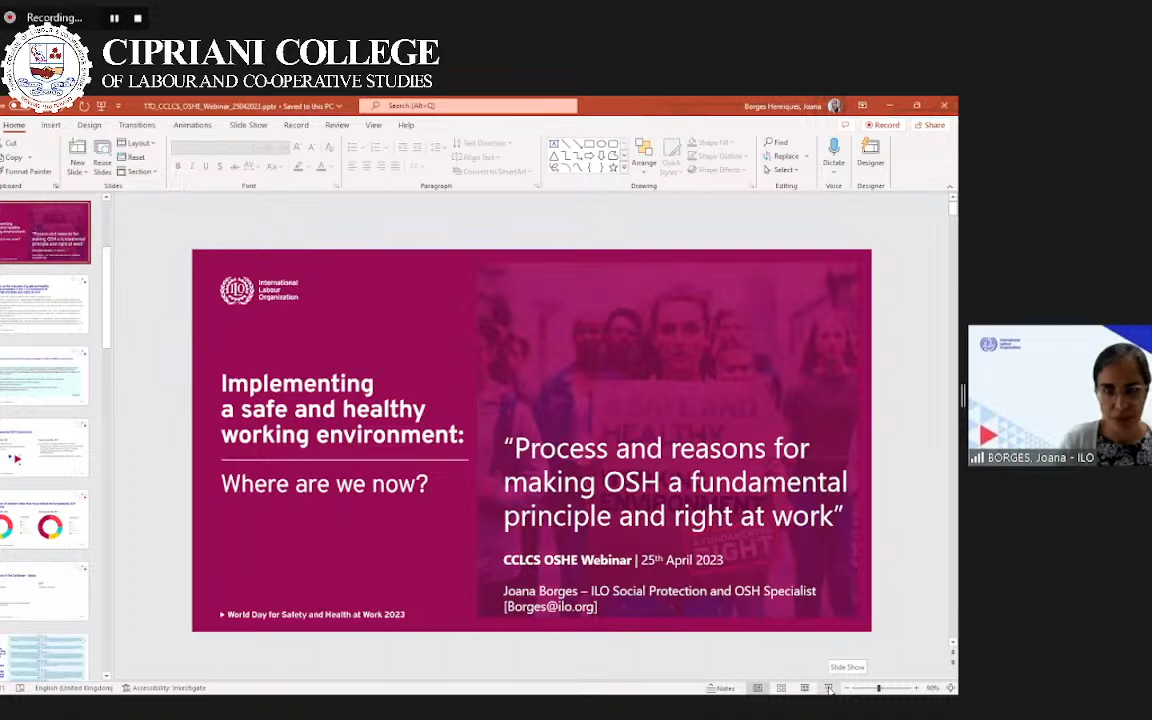 Recording...
CIPRIANI COLLEGE
OF LABOUR AND CO-OPERATIVE STUDIES
TTO_CCLCS_OSHE_Webinar_25042023.pptx • Saved to this PC
Search (Alt+Q)
Borges Henriques, Joana
Home Insert Design Transitions Animations Slide Show Record Review View Help
Record Share
Cut
Copy
Format Painter
New Slide
Reuse Slides
Layout
Reset
Section
Text Direction
Align Text
Convert to SmartArt
Arrange
Quick Styles
Shape Fill
Shape Outline
Shape Effects
Find
Replace
Select
Dictate
Designer
Slides Font Paragraph Drawing Editing Voice Designer
International
Labour
Organization
Implementing
a safe and healthy
working environment:
Where are we now?
“Process and reasons for
making OSH a fundamental
principle and right at work”
CCLCS OSHE Webinar | 25th April 2023
Joana Borges – ILO Social Protection and OSH Specialist
[Borges@ilo.org]
World Day for Safety and Health at Work 2023
BORGES, Joana - ILO
Slide Show
English (United Kingdom) Accessibility: Investigate
Notes
90%